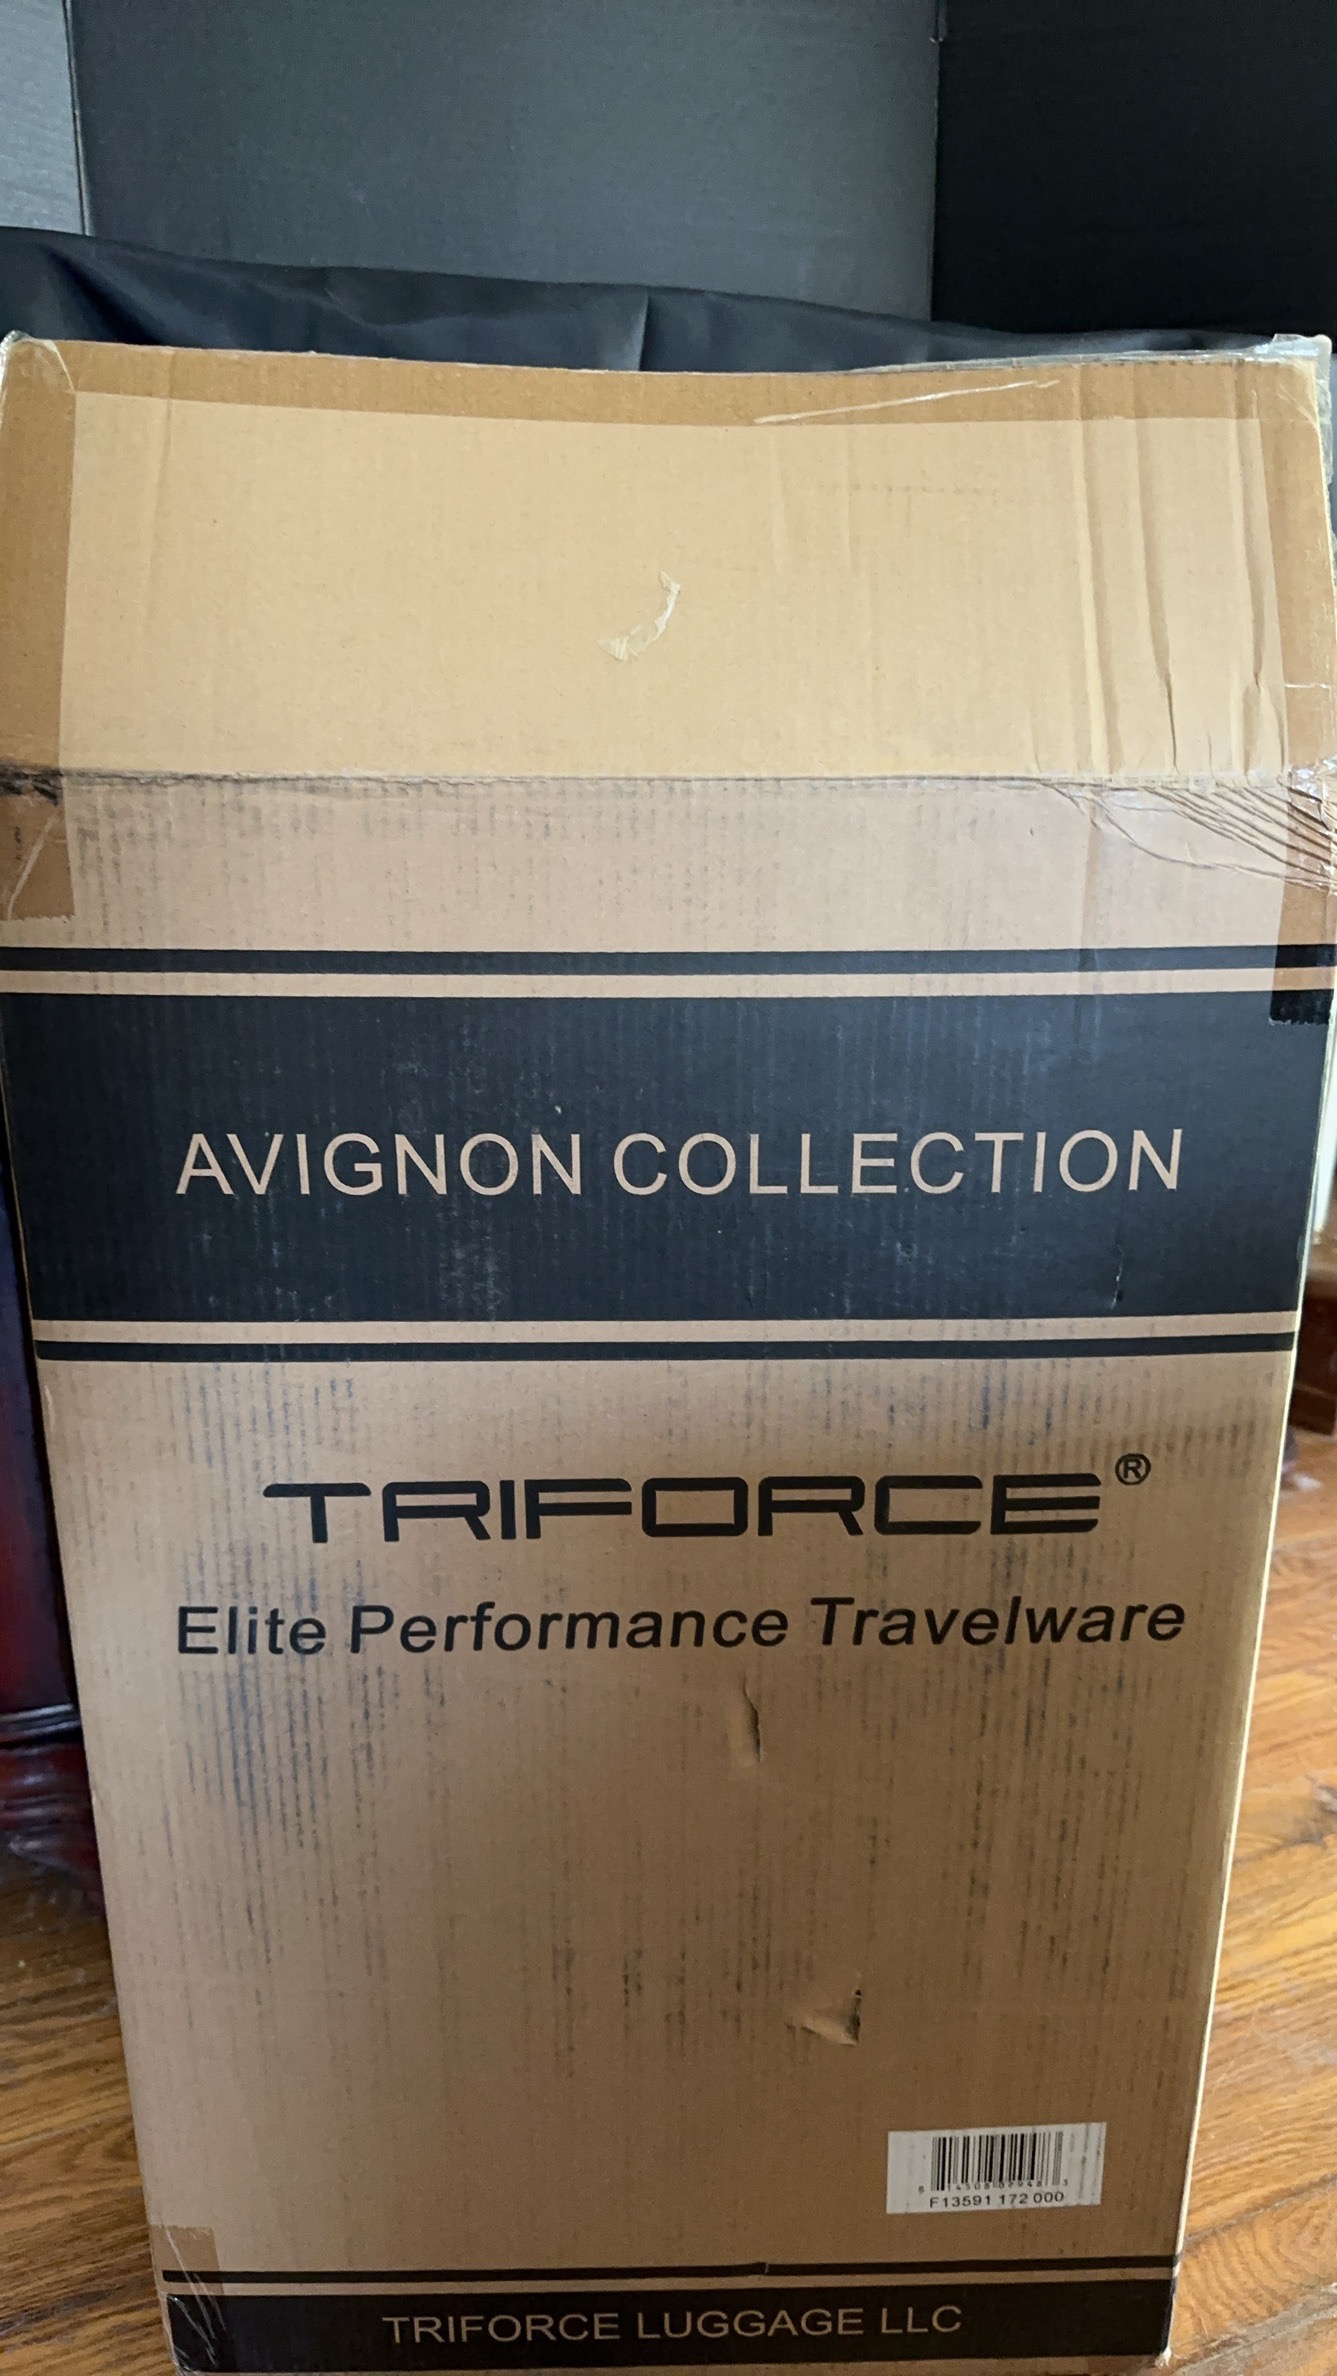 AVIGNON COLLECTION
TRIFORCE®
Elite Performance Travelware
F13591 172 000
TRIFORCE LUGGAGE LLC